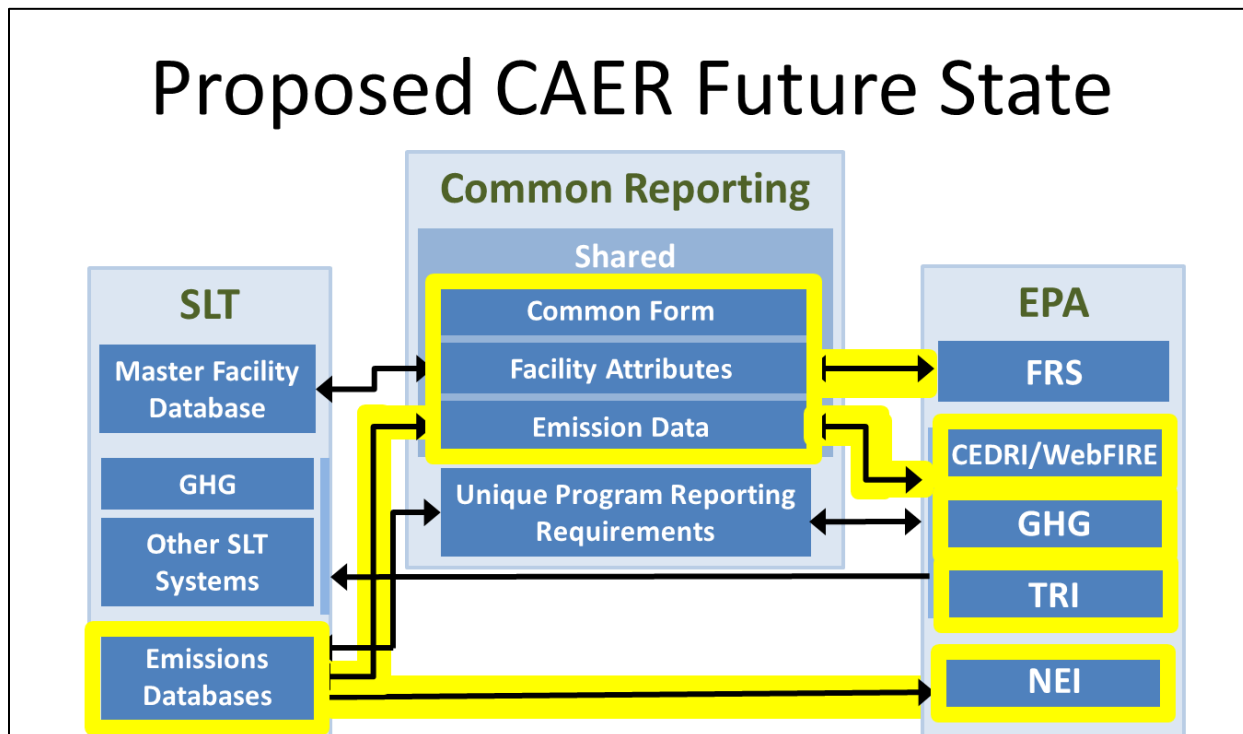 Proposed CAER Future State
Common Reporting
Shared
Common Form
Facility Attributes
Emission Data
Unique Program Reporting
Requirements
SLT
Master Facility
Database
GHG
Other SLT
Systems
Emissions
Databases
EPA
FRS
CEDRI/WebFIRE
GHG
TRI
NEI